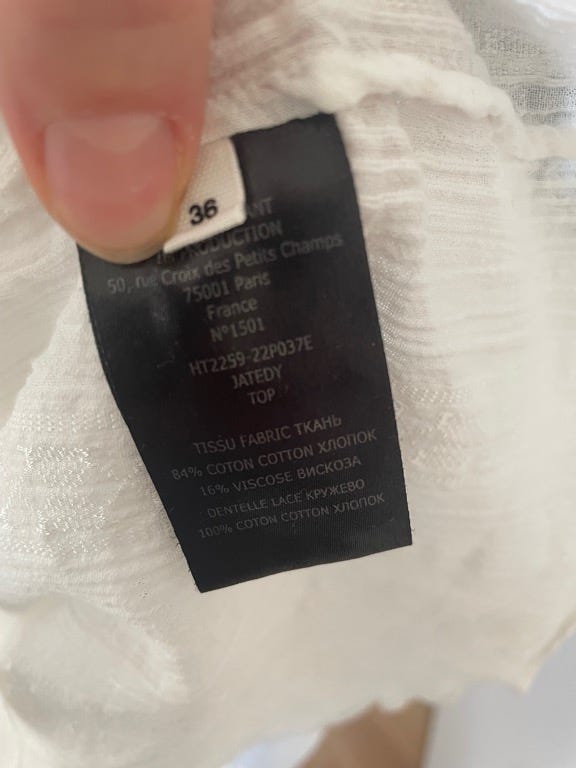 36
50, rue Croix des Petits Champs
75001 Paris
France
N°1501
HT2259-22P037E
JATEDY
TOP
TISSU FABRIC ТКАНЬ
84% COTON COTTON ХЛОПОК
16% VISCOSE ВИСКОЗА
DENTELLE LACE КРУЖЕВО
100% COTON COTTON ХЛОПОК